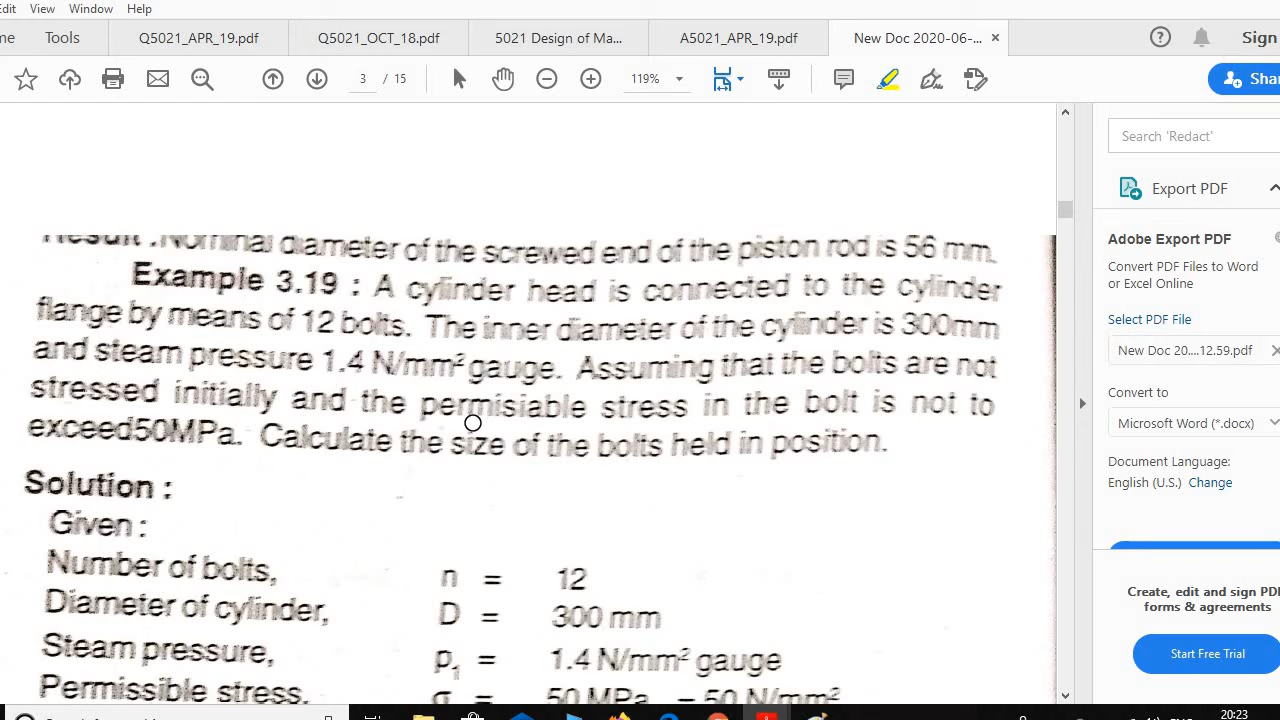 Edit View Window Help
Tools Q5021_APR_19.pdf Q5021_OCT_18.pdf 5021 Design of Ma... A5021_APR_19.pdf New Doc 2020-06-... × Sign
3 / 15 119%
Search 'Redact'
Export PDF
Adobe Export PDF
Convert PDF Files to Word
or Excel Online
Select PDF File
New Doc 20....12.59.pdf ×
Convert to
Microsoft Word (*.docx)
Document Language:
English (U.S.) Change
Create, edit and sign PDF
forms & agreements
Start Free Trial
Result : Nominal diameter of the screwed end of the piston rod is 56 mm.
Example 3.19 : A cylinder head is connected to the cylinder
flange by means of 12 bolts. The inner diameter of the cylinder is 300mm
and steam pressure 1.4 N/mm² gauge. Assuming that the bolts are not
stressed initially and the permisiable stress in the bolt is not to
exceed50MPa. Calculate the size of the bolts held in position.
Solution :
Given :
Number of bolts, n = 12
Diameter of cylinder, D = 300 mm
Steam pressure, p₁ = 1.4 N/mm² gauge
Permissible stress, σ = 50 MPa = 50 N/mm²
20:23